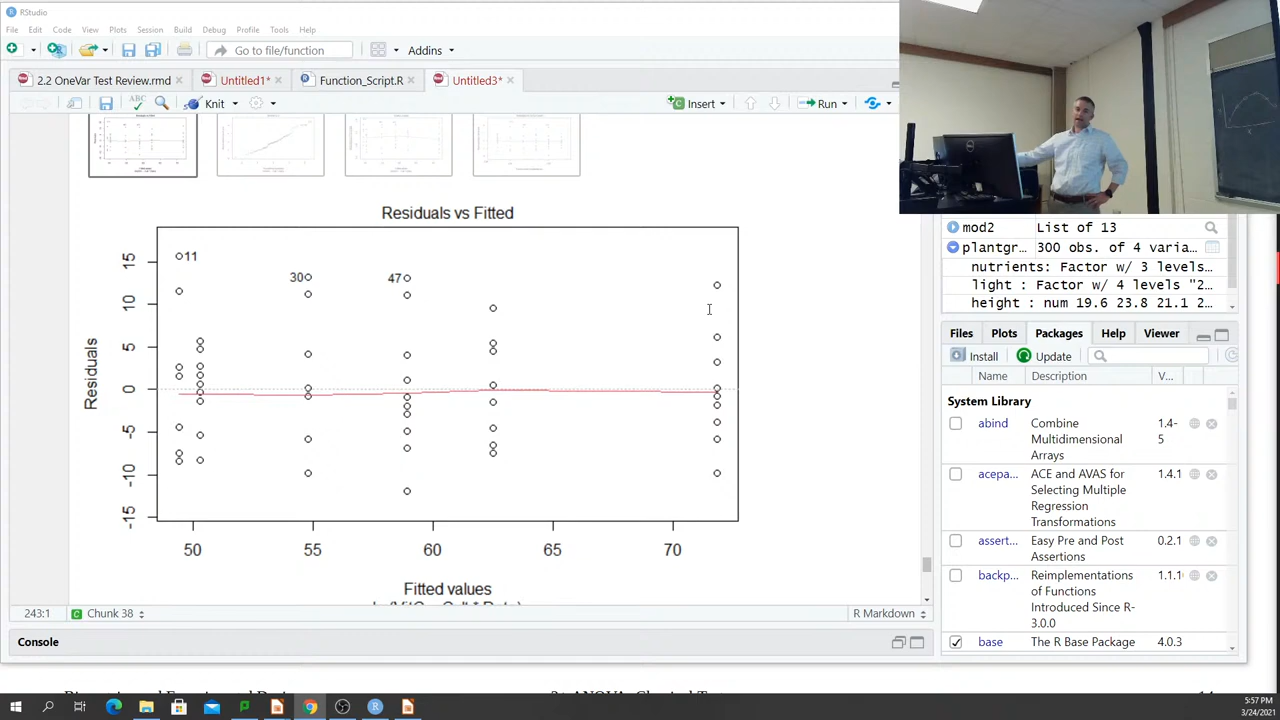 RStudio
File Edit Code View Plots Session Build Debug Profile Tools Help
Go to file/function Addins
2.2 OneVar Test Review.rmd Untitled1* Function_Script.R Untitled3*
ABC Knit Insert Run
Residuals vs Fitted
11
30
47
Residuals
15
10
5
0
-5
-10
-15
50 55 60 65 70
Fitted values
243:1 Chunk 38 R Markdown
Console
mod2 List of 13
plantgr... 300 obs. of 4 varia...
nutrients: Factor w/ 3 levels...
light : Factor w/ 4 levels "2...
height : num 19.6 23.8 21.1 2...
Files Plots Packages Help Viewer
Install Update
Name Description V...
System Library
abind Combine Multidimensional Arrays 1.4-5
acepa... ACE and AVAS for Selecting Multiple Regression Transformations 1.4.1
assert... Easy Pre and Post Assertions 0.2.1
backp... Reimplementations of Functions Introduced Since R-3.0.0 1.1.1
base The R Base Package 4.0.3
DELL
5:57 PM
3/24/2021